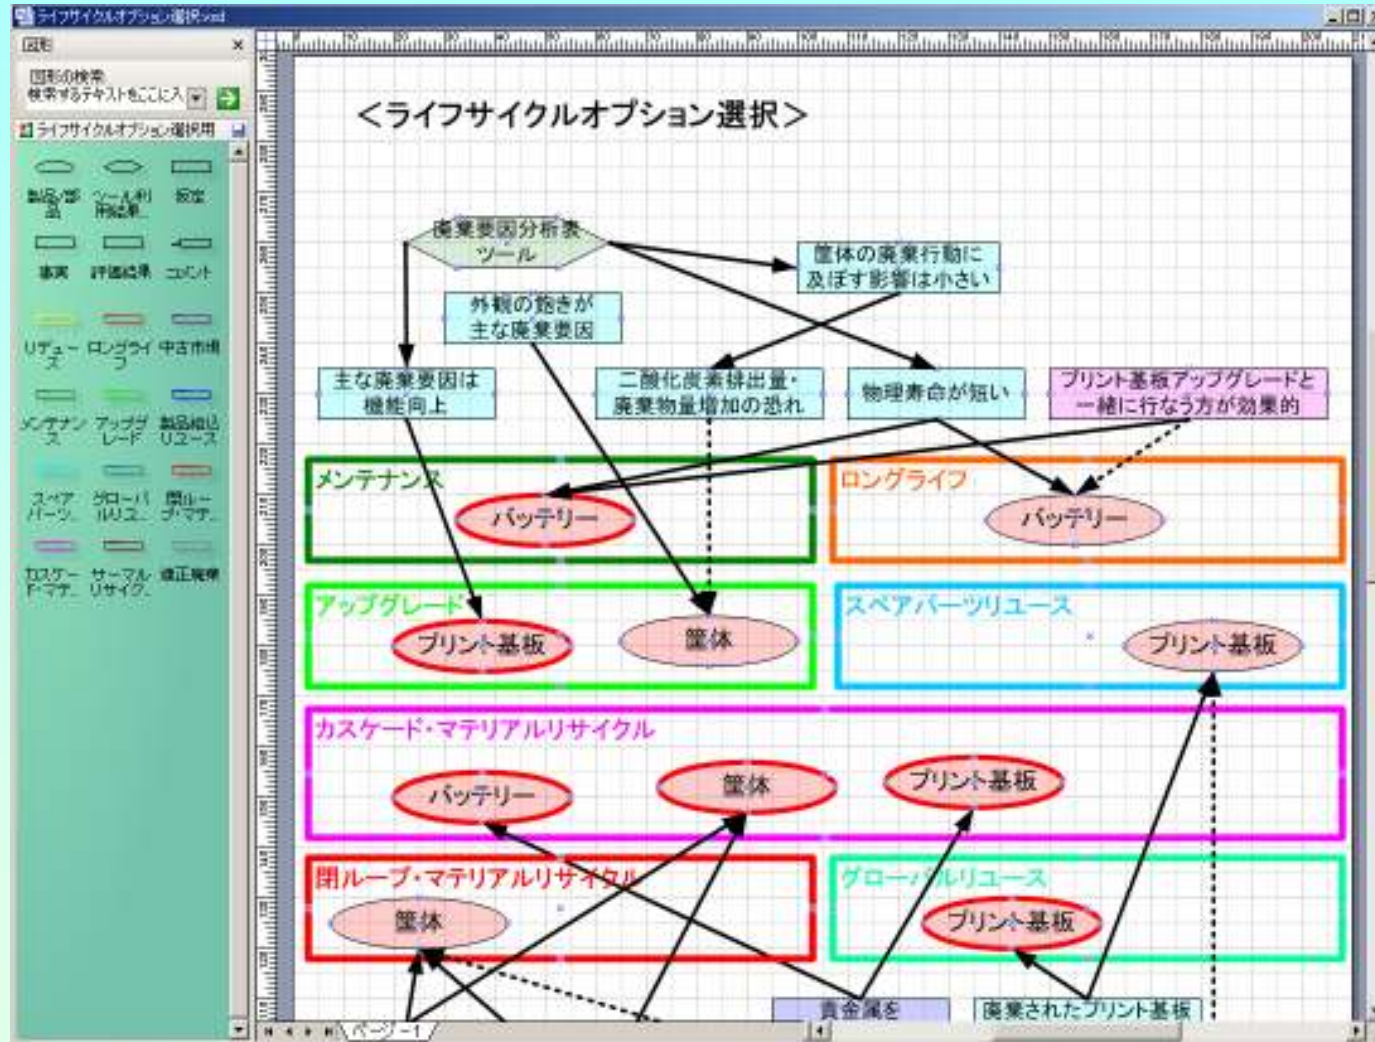 ライフサイクルオプション選択.vsd
図形
図形の検索
検索するテキストをここに入
ライフサイクルオプション選択用
製品/部品
ツール利用結果...
仮定
事実
評価結果
コメント
リデュース
ロングライフ
中古市場
メンテナンス
アップグレード
製品組込リユース
スペアパーツ...
グローバルリユ...
閉ループ・マテ...
カスケード・マテ...
サーマルリサイク...
適正廃棄
<ライフサイクルオプション選択>
廃棄要因分析表
ツール
筐体の廃棄行動に
及ぼす影響は小さい
外観の飽きが
主な廃棄要因
主な廃棄要因は
機能向上
二酸化炭素排出量・
廃棄物量増加の恐れ
物理寿命が短い
プリント基板アップグレードと
一緒に行なう方が効果的
メンテナンス
バッテリー
ロングライフ
バッテリー
アップグレード
プリント基板
筐体
スペアパーツリユース
プリント基板
カスケード・マテリアルリサイクル
バッテリー
筐体
プリント基板
閉ループ・マテリアルリサイクル
筐体
グローバルリユース
プリント基板
貴金属を
廃棄されたプリント基板
ページ-1